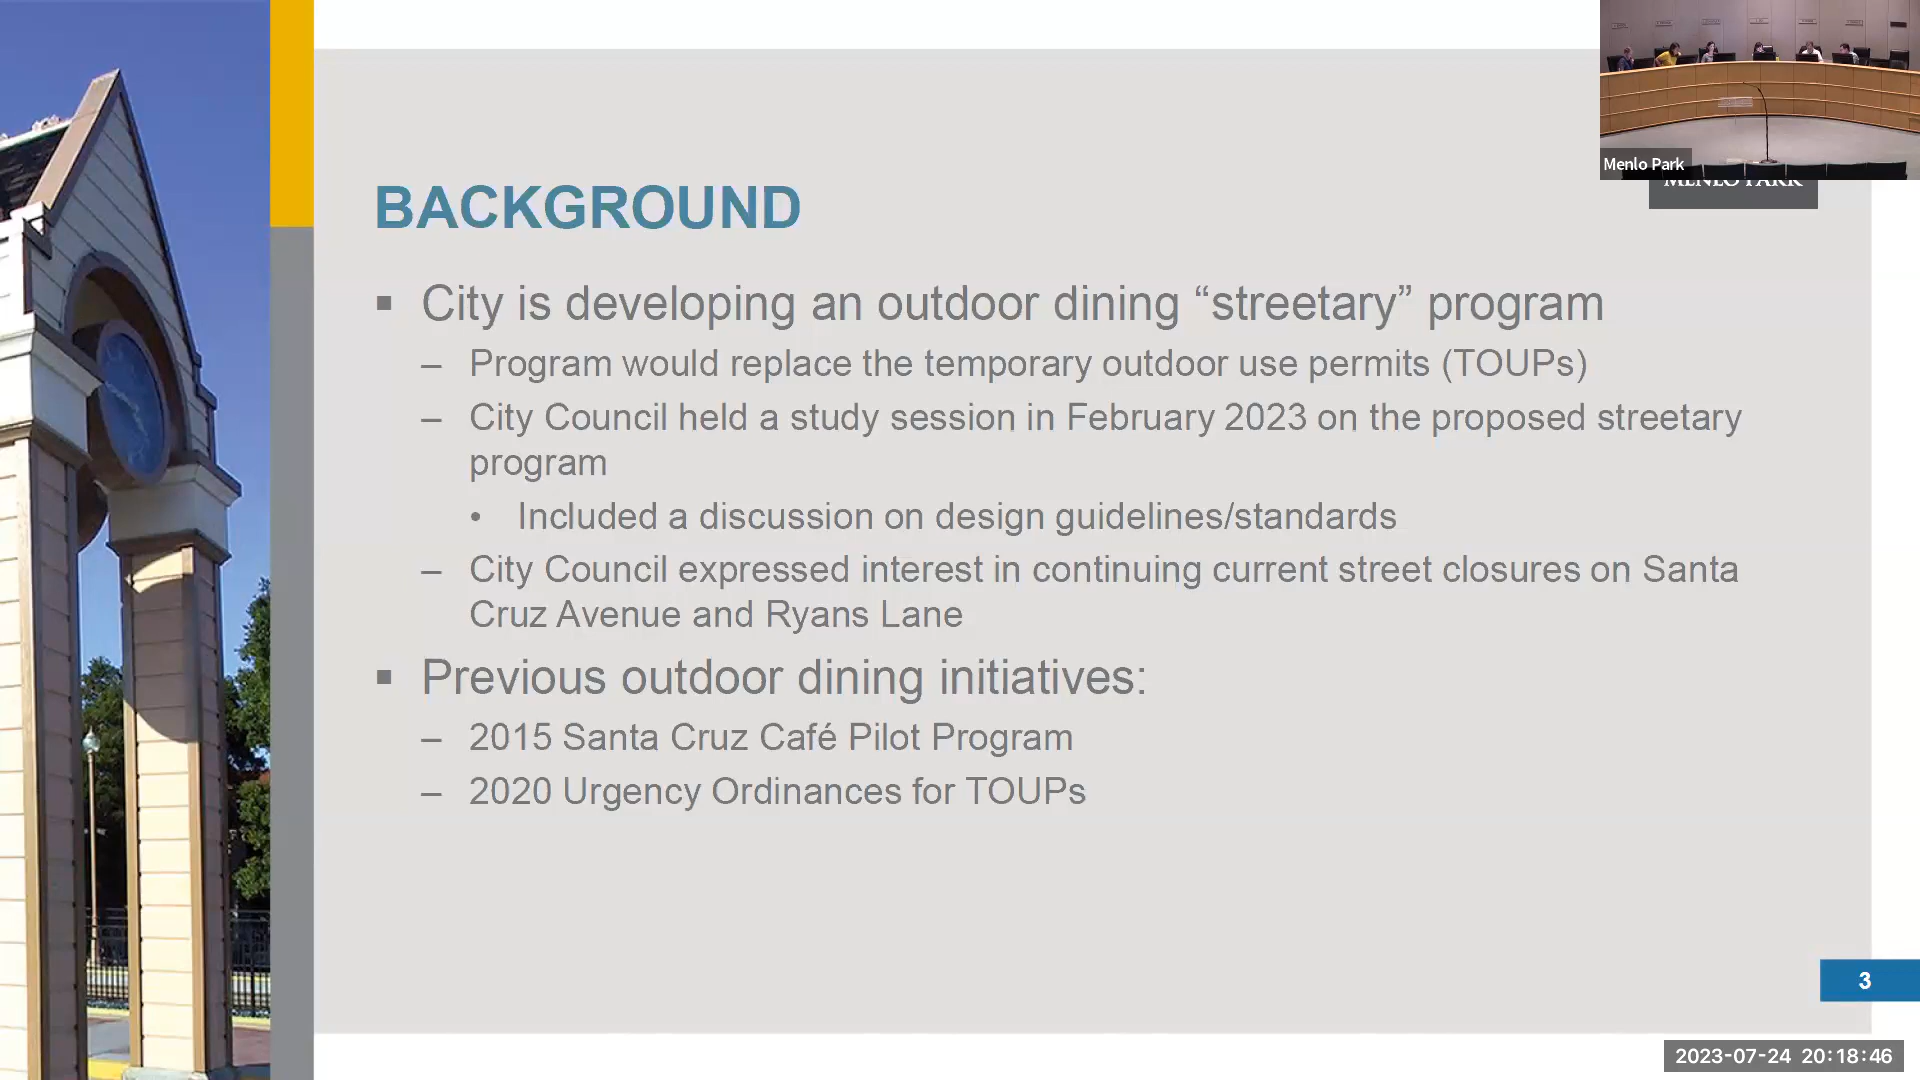 Menlo Park
MENLO PARK
BACKGROUND
▪ City is developing an outdoor dining “streetary” program
– Program would replace the temporary outdoor use permits (TOUPs)
– City Council held a study session in February 2023 on the proposed streetary
program
• Included a discussion on design guidelines/standards
– City Council expressed interest in continuing current street closures on Santa
Cruz Avenue and Ryans Lane
▪ Previous outdoor dining initiatives:
– 2015 Santa Cruz Café Pilot Program
– 2020 Urgency Ordinances for TOUPs
3
2023-07-24 20:18:46